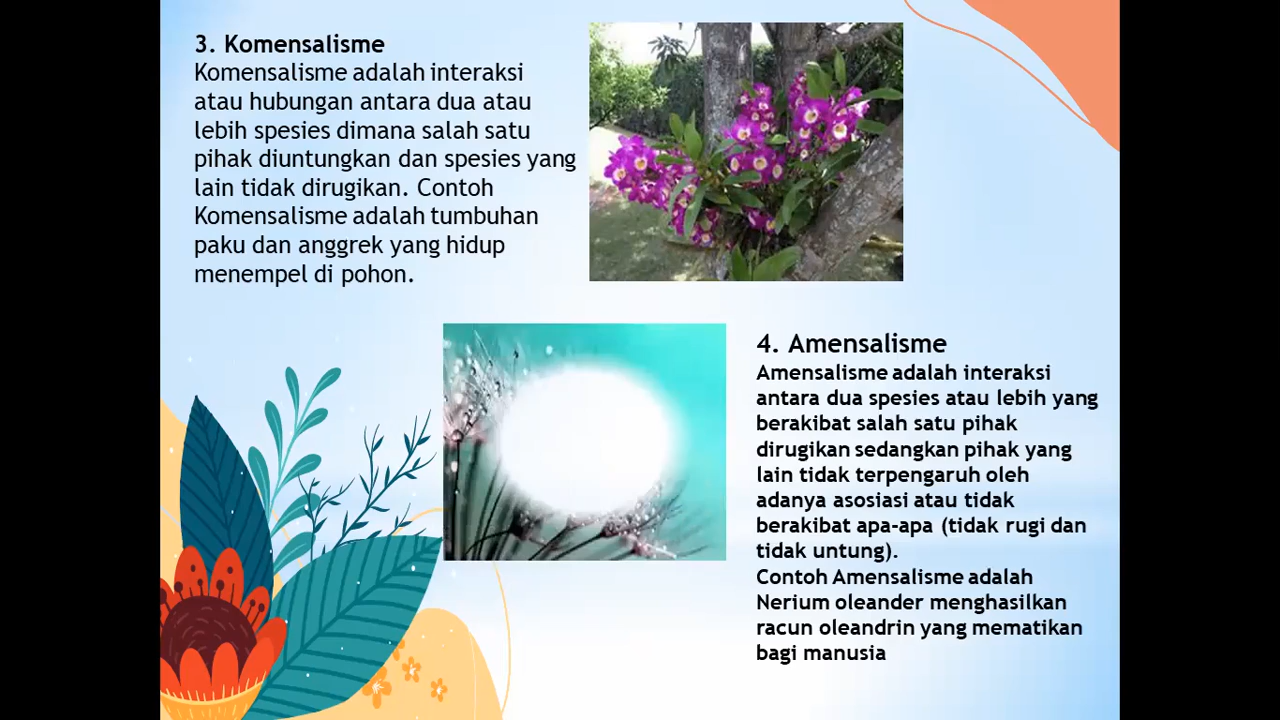 3. Komensalisme
Komensalisme adalah interaksi
atau hubungan antara dua atau
lebih spesies dimana salah satu
pihak diuntungkan dan spesies yang
lain tidak dirugikan. Contoh
Komensalisme adalah tumbuhan
paku dan anggrek yang hidup
menempel di pohon.
4. Amensalisme
Amensalisme adalah interaksi
antara dua spesies atau lebih yang
berakibat salah satu pihak
dirugikan sedangkan pihak yang
lain tidak terpengaruh oleh
adanya asosiasi atau tidak
berakibat apa-apa (tidak rugi dan
tidak untung).
Contoh Amensalisme adalah
Nerium oleander menghasilkan
racun oleandrin yang mematikan
bagi manusia